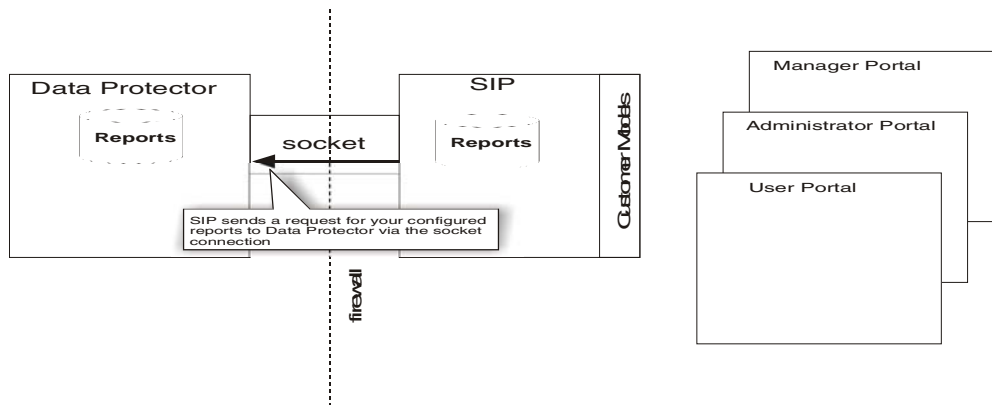 Data Protector
Reports
socket
SIP
Reports
Customer Models
SIP sends a request for your configured
reports to Data Protector via the socket
connection
firewall
Manager Portal
Administrator Portal
User Portal